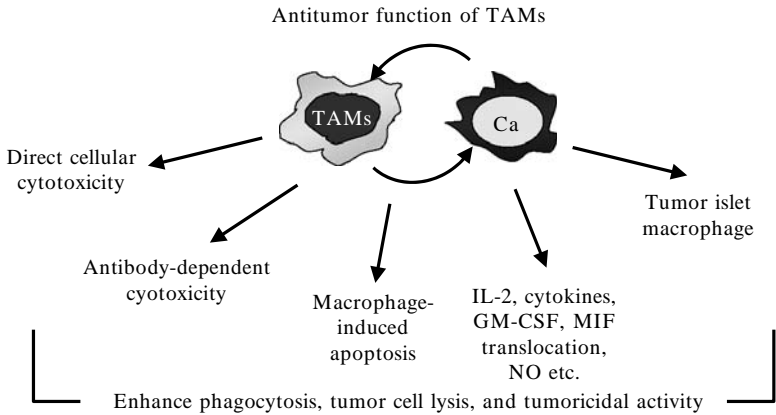 Antitumor function of TAMs
TAMs
Ca
Direct cellular
cytotoxicity
Antibody-dependent
cyotoxicity
Macrophage-
induced
apoptosis
IL-2, cytokines,
GM-CSF, MIF
translocation,
NO etc.
Tumor islet
macrophage
Enhance phagocytosis, tumor cell lysis, and tumoricidal activity